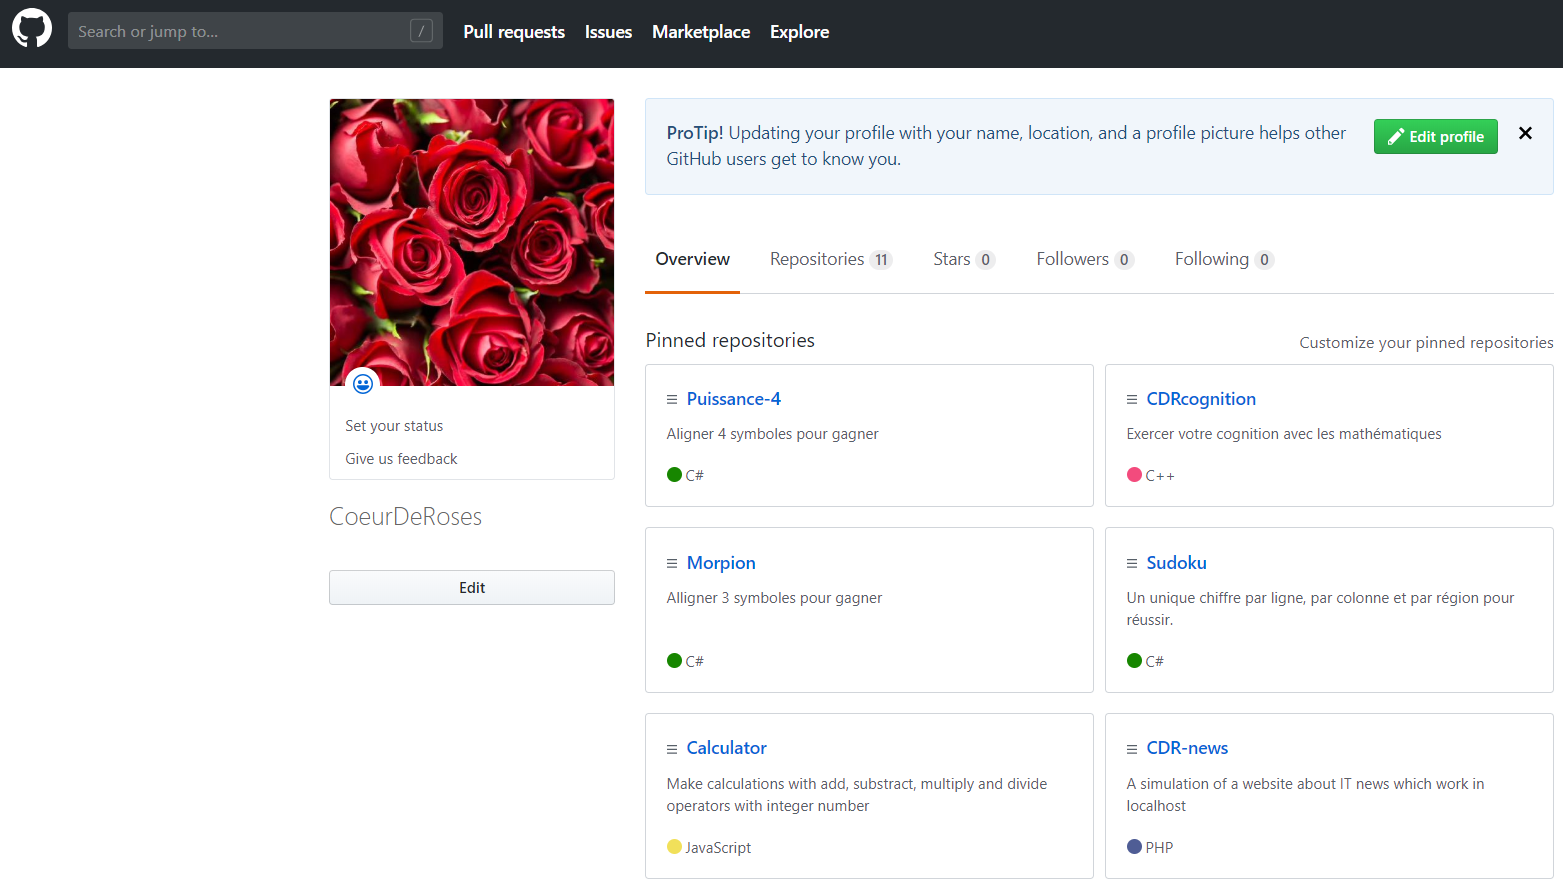 Search or jump to... /
Pull requests Issues Marketplace Explore
ProTip! Updating your profile with your name, location, and a profile picture helps other
GitHub users get to know you.
Edit profile
Set your status
Give us feedback
CoeurDeRoses
Edit
Overview Repositories 11 Stars 0 Followers 0 Following 0
Pinned repositories
Customize your pinned repositories
Puissance-4
Aligner 4 symboles pour gagner
C#
CDRcognition
Exercer votre cognition avec les mathématiques
C++
Morpion
Alligner 3 symboles pour gagner
C#
Sudoku
Un unique chiffre par ligne, par colonne et par région pour
réussir.
C#
Calculator
Make calculations with add, substract, multiply and divide
operators with integer number
JavaScript
CDR-news
A simulation of a website about IT news which work in
localhost
PHP